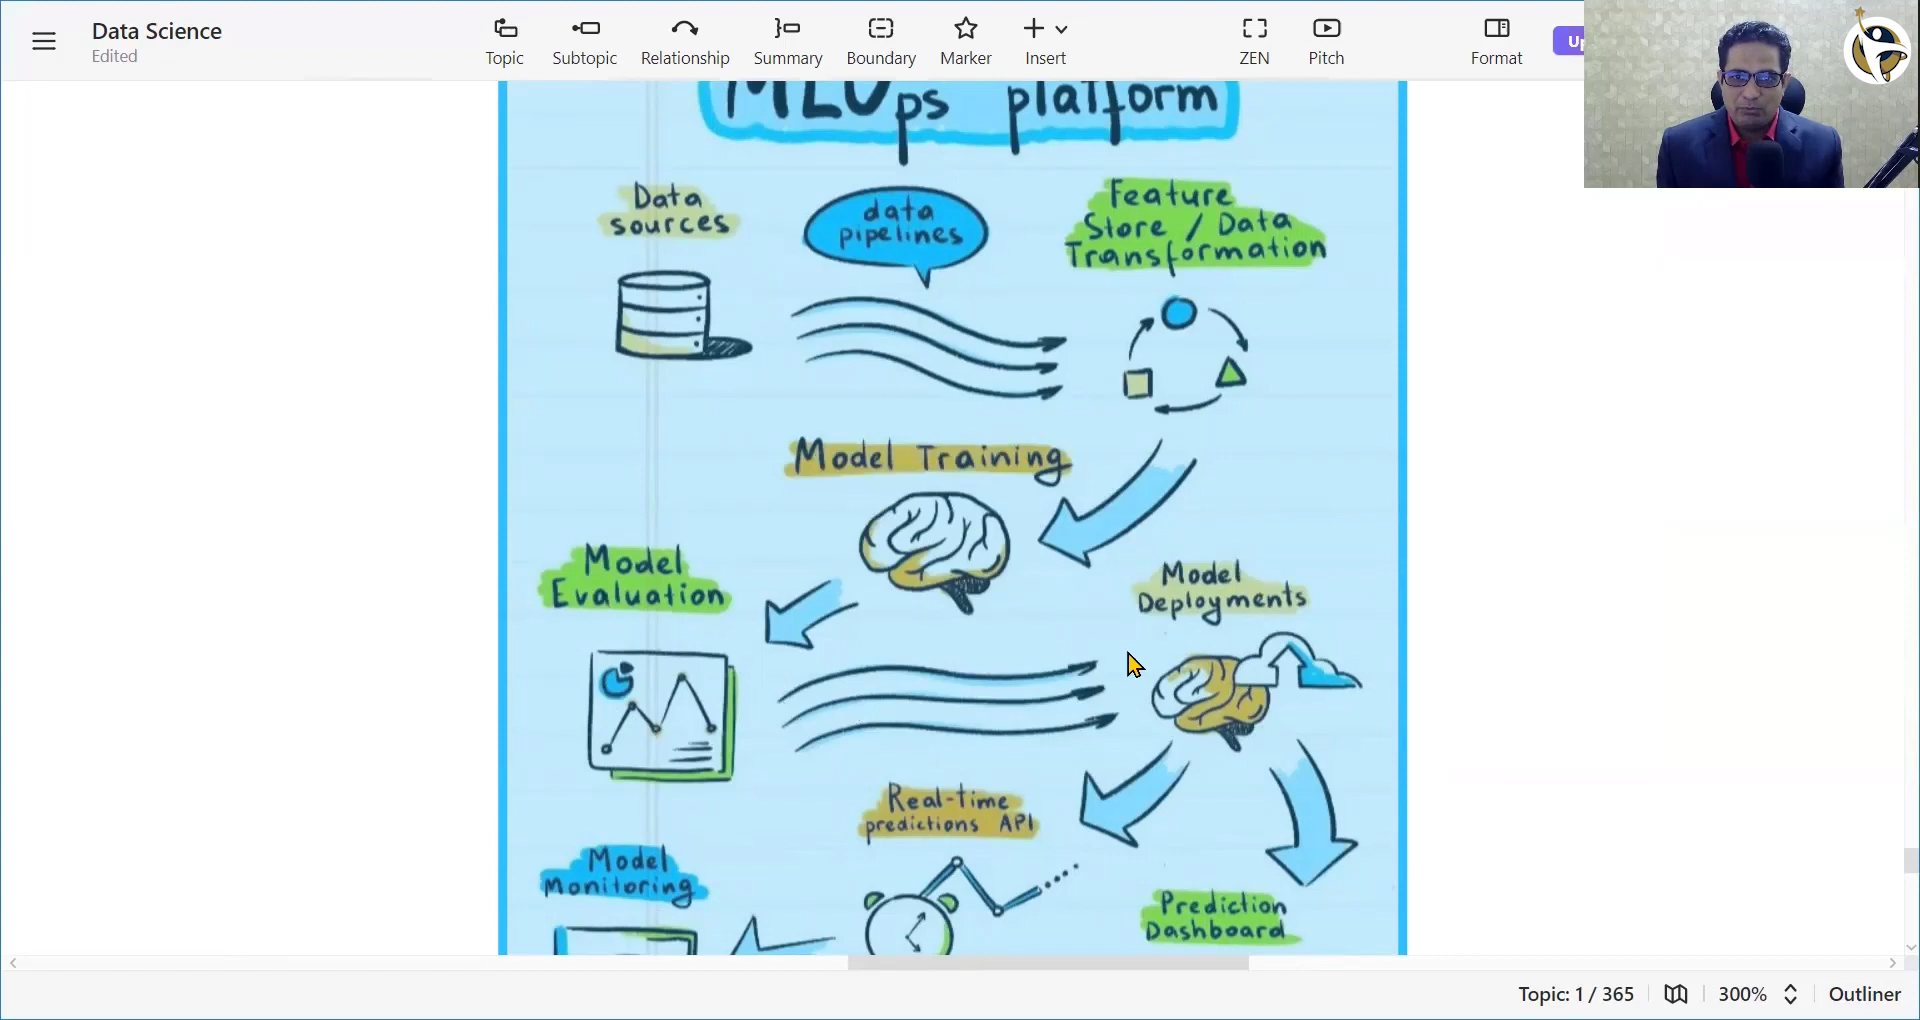 Data Science
Edited
Topic
Subtopic
Relationship
Summary
Boundary
Marker
Insert
ZEN
Pitch
Format
Up
MLOps platform
Data
sources
data
pipelines
Feature
Store / Data
Transformation
Model Training
Model
Evaluation
Model
Deployments
Real-time
predictions API
Model
Monitoring
Prediction
Dashboard
Topic: 1 / 365
300%
Outliner